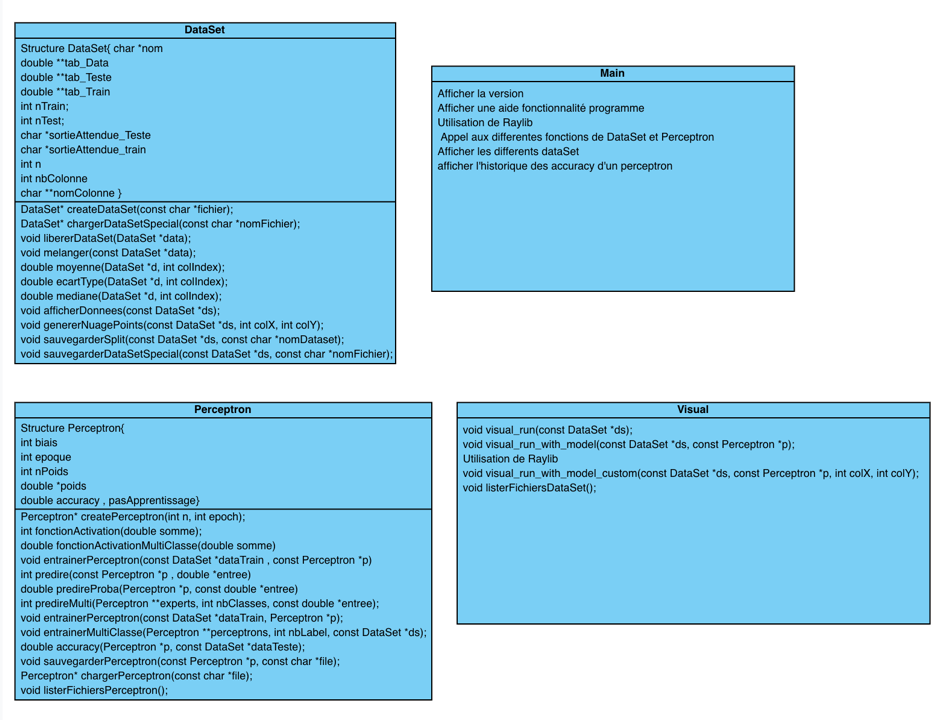 DataSet
Structure DataSet{ char *nom
double **tab_Data
double **tab_Teste
double **tab_Train
int nTrain;
int nTest;
char *sortieAttendue_Teste
char *sortieAttendue_train
int n
int nbColonne
char **nomColonne }
DataSet* createDataSet(const char *fichier);
DataSet* chargerDataSetSpecial(const char *nomFichier);
void libererDataSet(DataSet *data);
void melanger(const DataSet *data);
double moyenne(DataSet *d, int colIndex);
double ecartType(DataSet *d, int colIndex);
double mediane(DataSet *d, int colIndex);
void afficherDonnees(const DataSet *ds);
void genererNuagePoints(const DataSet *ds, int colX, int colY);
void sauvegarderSplit(const DataSet *ds, const char *nomDataset);
void sauvegarderDataSetSpecial(const DataSet *ds, const char *nomFichier);
Main
Afficher la version
Afficher une aide fonctionnalité programme
Utilisation de Raylib
Appel aux differentes fonctions de DataSet et Perceptron
Afficher les differents dataSet
afficher l'historique des accuracy d'un perceptron
Perceptron
Structure Perceptron{
int biais
int epoque
int nPoids
double *poids
double accuracy , pasApprentissage}
Perceptron* createPerceptron(int n, int epoch);
int fonctionActivation(double somme);
double fonctionActivationMultiClasse(double somme)
void entrainerPerceptron(const DataSet *dataTrain , const Perceptron *p)
int predire(const Perceptron *p , double *entree)
double predireProba(Perceptron *p, const double *entree)
int predireMulti(Perceptron **experts, int nbClasses, const double *entree);
void entrainerPerceptron(const DataSet *dataTrain, Perceptron *p);
void entrainerMultiClasse(Perceptron **perceptrons, int nbLabel, const DataSet *ds);
double accuracy(Perceptron *p, const DataSet *dataTeste);
void sauvegarderPerceptron(const Perceptron *p, const char *file);
Perceptron* chargerPerceptron(const char *file);
void listerFichiersPerceptron();
Visual
void visual_run(const DataSet *ds);
void visual_run_with_model(const DataSet *ds, const Perceptron *p);
Utilisation de Raylib
void visual_run_with_model_custom(const DataSet *ds, const Perceptron *p, int colX, int colY);
void listerFichiersDataSet();